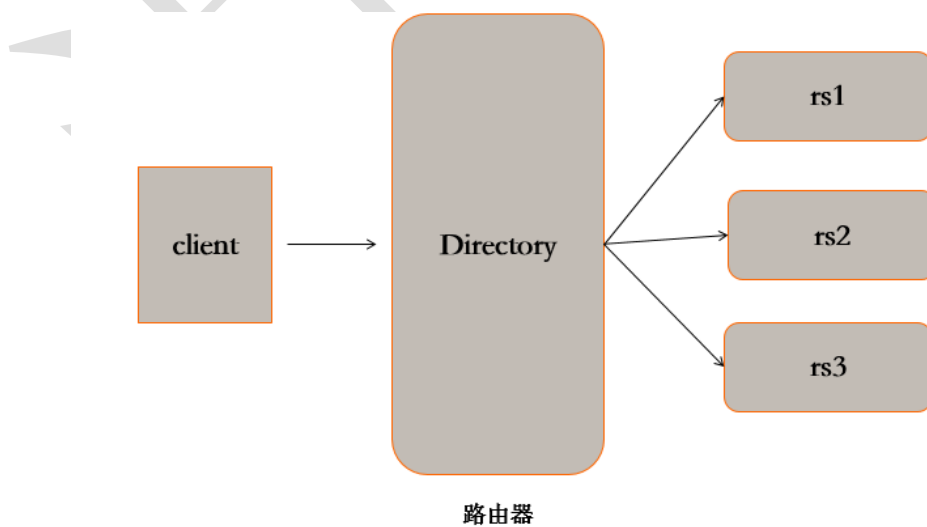 client
Directory
rs1
rs2
rs3
路由器